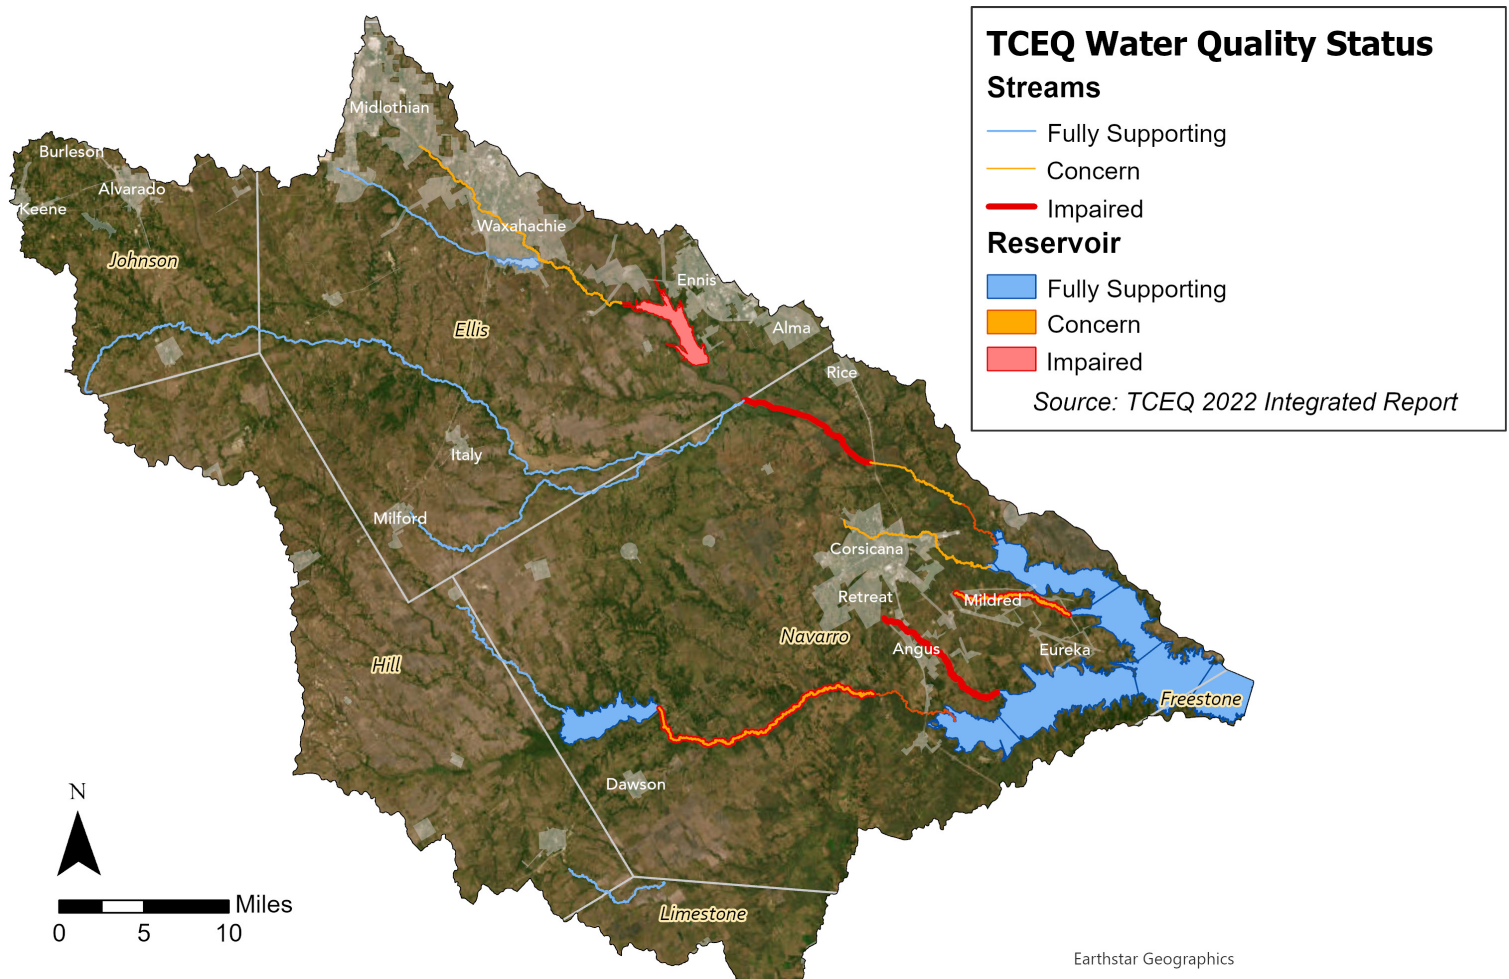 TCEQ Water Quality Status
Streams
Fully Supporting
Concern
Impaired
Reservoir
Fully Supporting
Concern
Impaired
Source: TCEQ 2022 Integrated Report
Midlothian
Burleson
Alvarado
Keene
Waxahachie
Johnson
Ennis
Ellis
Alma
Rice
Italy
Milford
Corsicana
Retreat
Mildred
Navarro
Angus
Eureka
Hill
Freestone
Dawson
Limestone
N
Miles
0 5 10
Earthstar Geographics